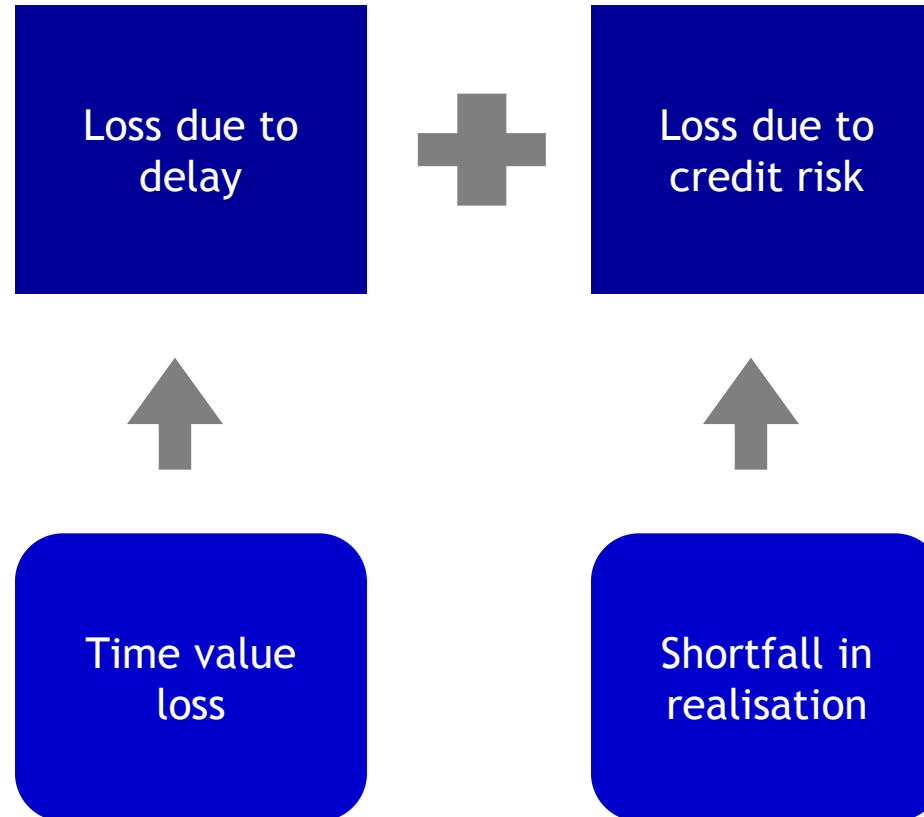 Loss due to
delay
Loss due to
credit risk
Time value
loss
Shortfall in
realisation